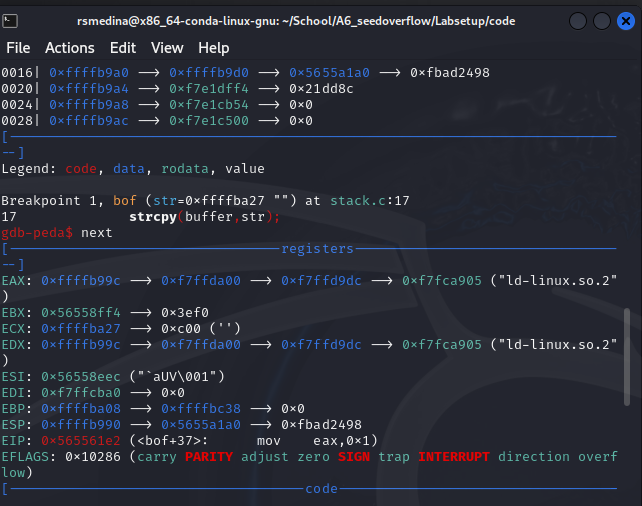 rsmedina@x86_64-conda-linux-gnu: ~/School/A6_seedoverflow/Labsetup/code
File Actions Edit View Help
0016| 0×ffffb9a0 ⟶ 0×ffffb9d0 ⟶ 0×5655a1a0 ⟶ 0×fbad2498
0020| 0×ffffb9a4 ⟶ 0×f7e1dff4 ⟶ 0×21dd8c
0024| 0×ffffb9a8 ⟶ 0×f7e1cb54 ⟶ 0×0
0028| 0×ffffb9ac ⟶ 0×f7e1c500 ⟶ 0×0
[------------------------------------------------------------------------------
--]
Legend: code, data, rodata, value
Breakpoint 1, bof (str=0×ffffba27 "") at stack.c:17
17 strcpy(buffer,str);
gdb-peda$ next
[----------------------------------registers-----------------------------------
--]
EAX: 0×ffffb99c ⟶ 0×f7ffda00 ⟶ 0×f7ffd9dc ⟶ 0×f7fca905 ("ld-linux.so.2"
)
EBX: 0×56558ff4 ⟶ 0×3ef0
ECX: 0×ffffba27 ⟶ 0×c00 ('')
EDX: 0×ffffb99c ⟶ 0×f7ffda00 ⟶ 0×f7ffd9dc ⟶ 0×f7fca905 ("ld-linux.so.2"
)
ESI: 0×56558eec ("`aUV\001")
EDI: 0×f7ffcba0 ⟶ 0×0
EBP: 0×ffffba08 ⟶ 0×ffffbc38 ⟶ 0×0
ESP: 0×ffffb990 ⟶ 0×5655a1a0 ⟶ 0×fbad2498
EIP: 0×565561e2 (<bof+37>: mov eax,0×1)
EFLAGS: 0×10286 (carry PARITY adjust zero SIGN trap INTERRUPT direction overf
low)
[-------------------------------------code-------------------------------------